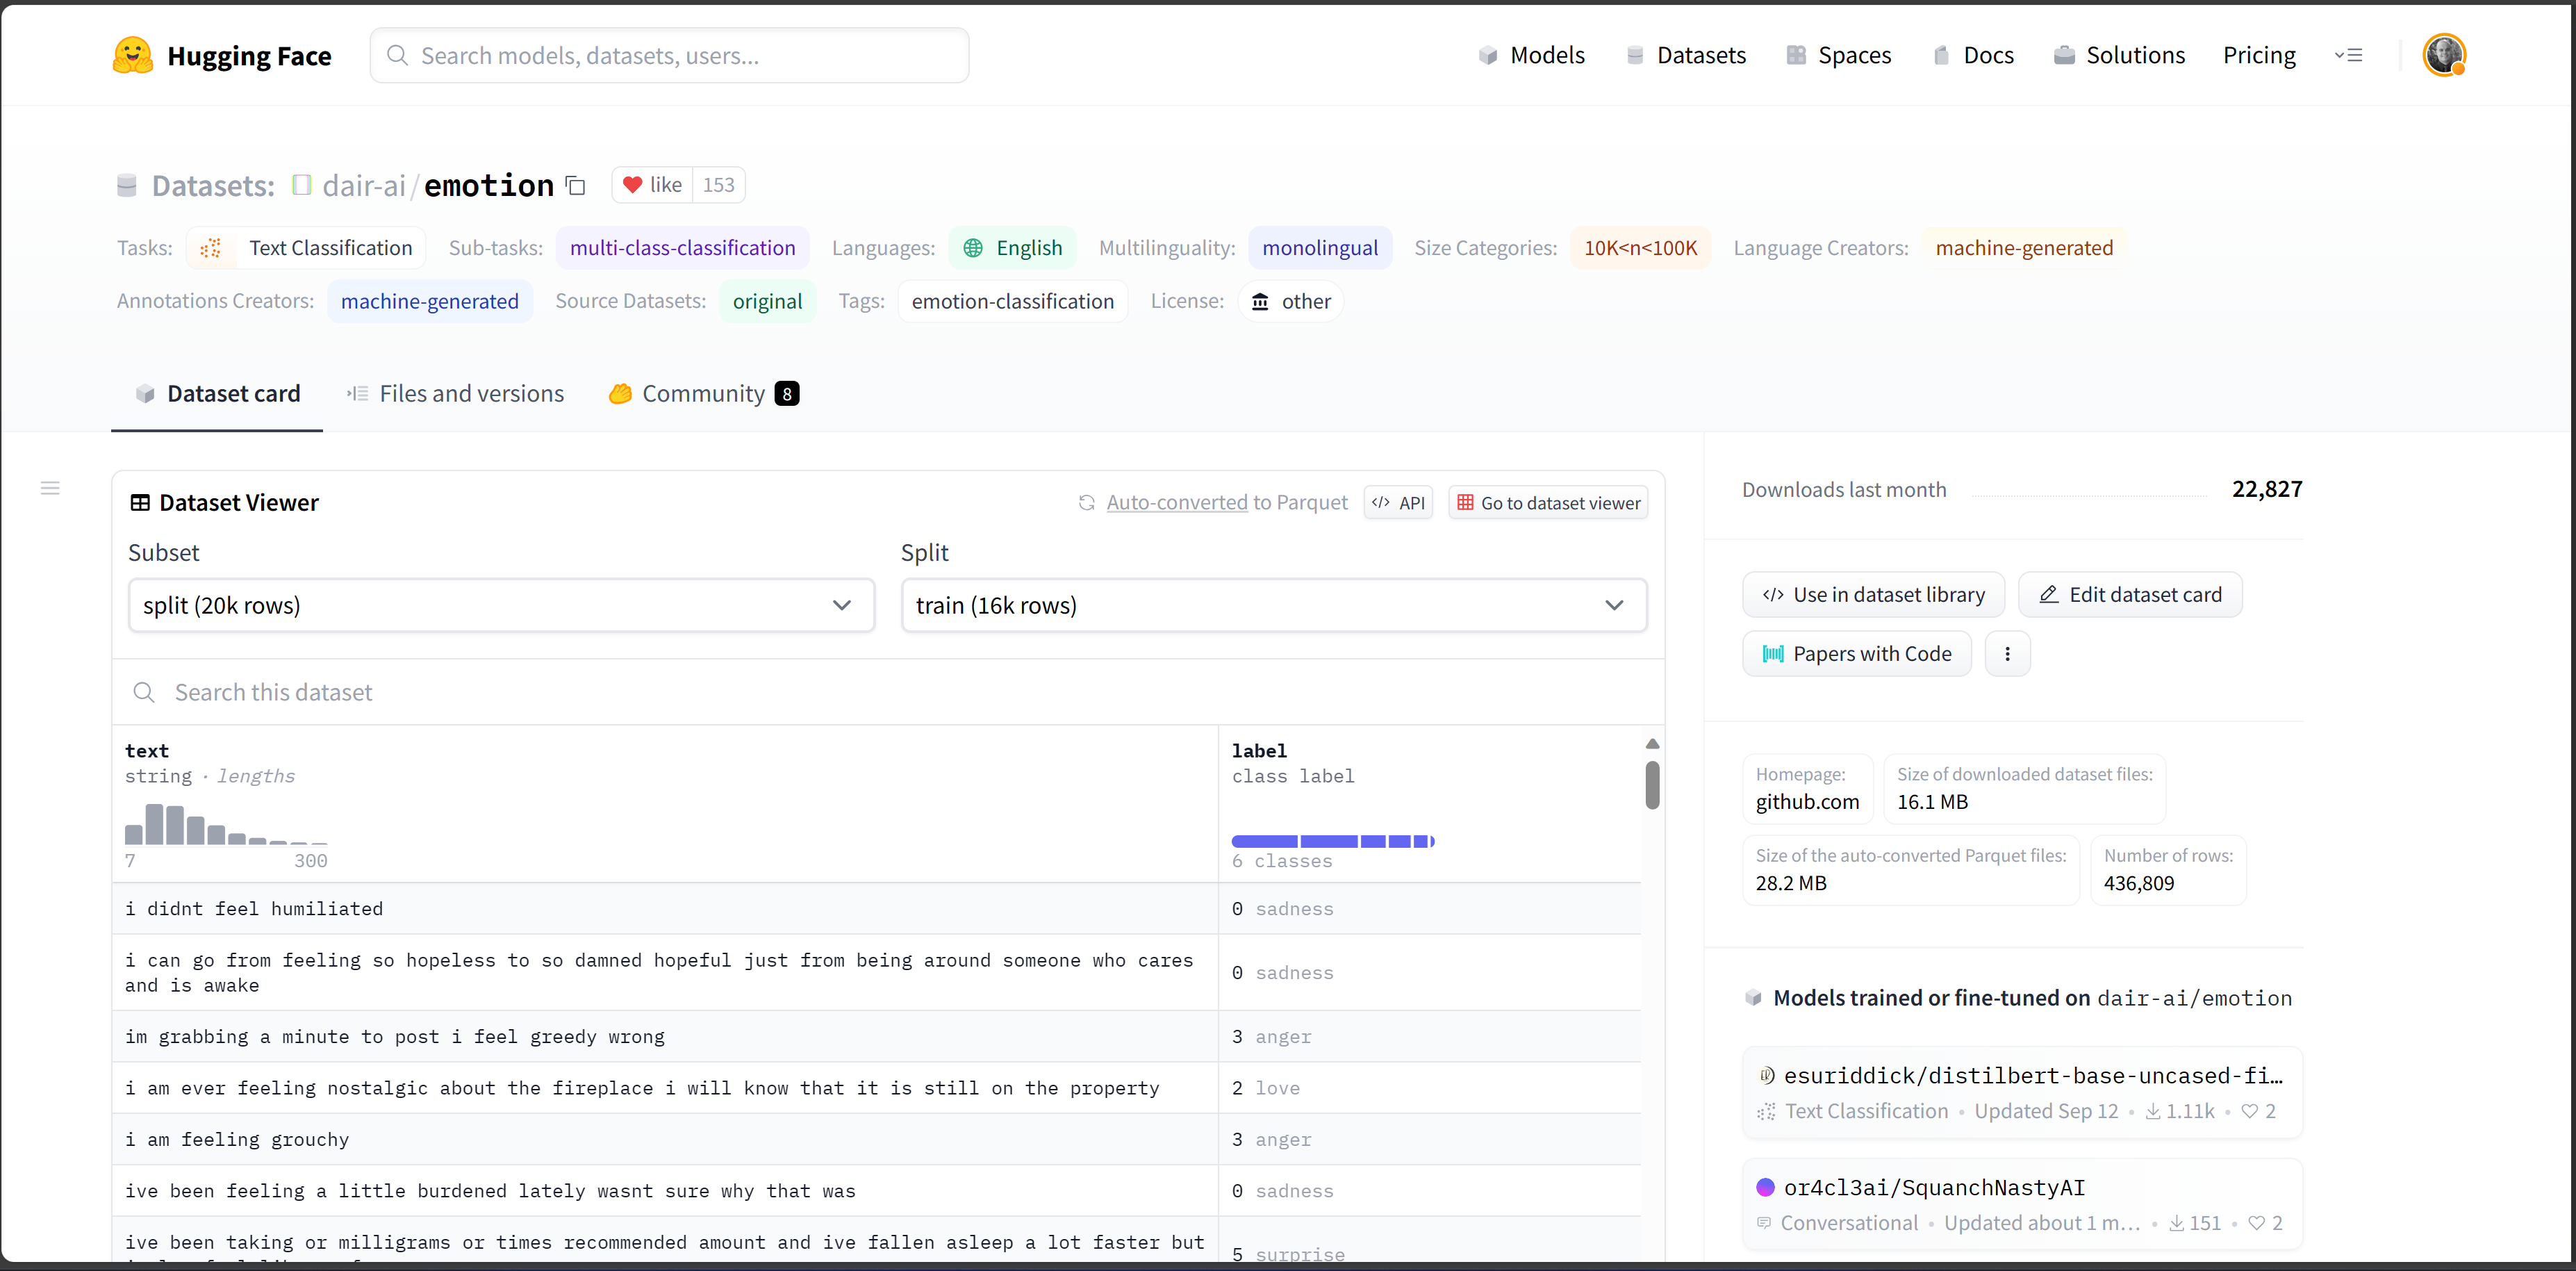 Hugging Face
Search models, datasets, users...
Models
Datasets
Spaces
Docs
Solutions
Pricing
Datasets: dair-ai/emotion
like 153
Tasks: Text Classification Sub-tasks: multi-class-classification Languages: English Multilinguality: monolingual Size Categories: 10K<n<100K Language Creators: machine-generated
Annotations Creators: machine-generated Source Datasets: original Tags: emotion-classification License: other
Dataset card
Files and versions
Community 8
Dataset Viewer
Auto-converted to Parquet
API
Go to dataset viewer
Subset
split (20k rows)
Split
train (16k rows)
Search this dataset
text
string · lengths
7 300
label
class label
6 classes
i didnt feel humiliated
0 sadness
i can go from feeling so hopeless to so damned hopeful just from being around someone who cares
and is awake
0 sadness
im grabbing a minute to post i feel greedy wrong
3 anger
i am ever feeling nostalgic about the fireplace i will know that it is still on the property
2 love
i am feeling grouchy
3 anger
ive been feeling a little burdened lately wasnt sure why that was
0 sadness
ive been taking or milligrams or times recommended amount and ive fallen asleep a lot faster but
5 surprise
Downloads last month
22,827
Use in dataset library
Edit dataset card
Papers with Code
Homepage:
github.com
Size of downloaded dataset files:
16.1 MB
Size of the auto-converted Parquet files:
28.2 MB
Number of rows:
436,809
Models trained or fine-tuned on dair-ai/emotion
esuriddick/distilbert-base-uncased-fi…
Text Classification • Updated Sep 12 • 1.11k • 2
or4cl3ai/SquanchNastyAI
Conversational • Updated about 1 m… • 151 • 2